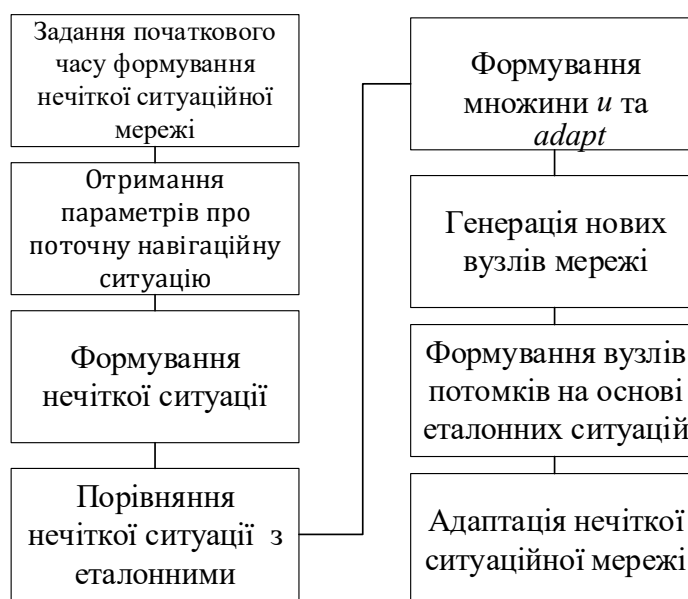 Задання початкового
часу формування
нечіткої ситуаційної
мережі
Отримання
параметрів про
поточну навігаційну
ситуацію
Формування
нечіткої ситуації
Порівняння
нечіткої ситуації з
еталонними
Формування
множини u та
adapt
Генерація нових
вузлів мережі
Формування вузлів
потомків на основі
еталонних ситуацій
Адаптація нечіткої
ситуаційної мережі